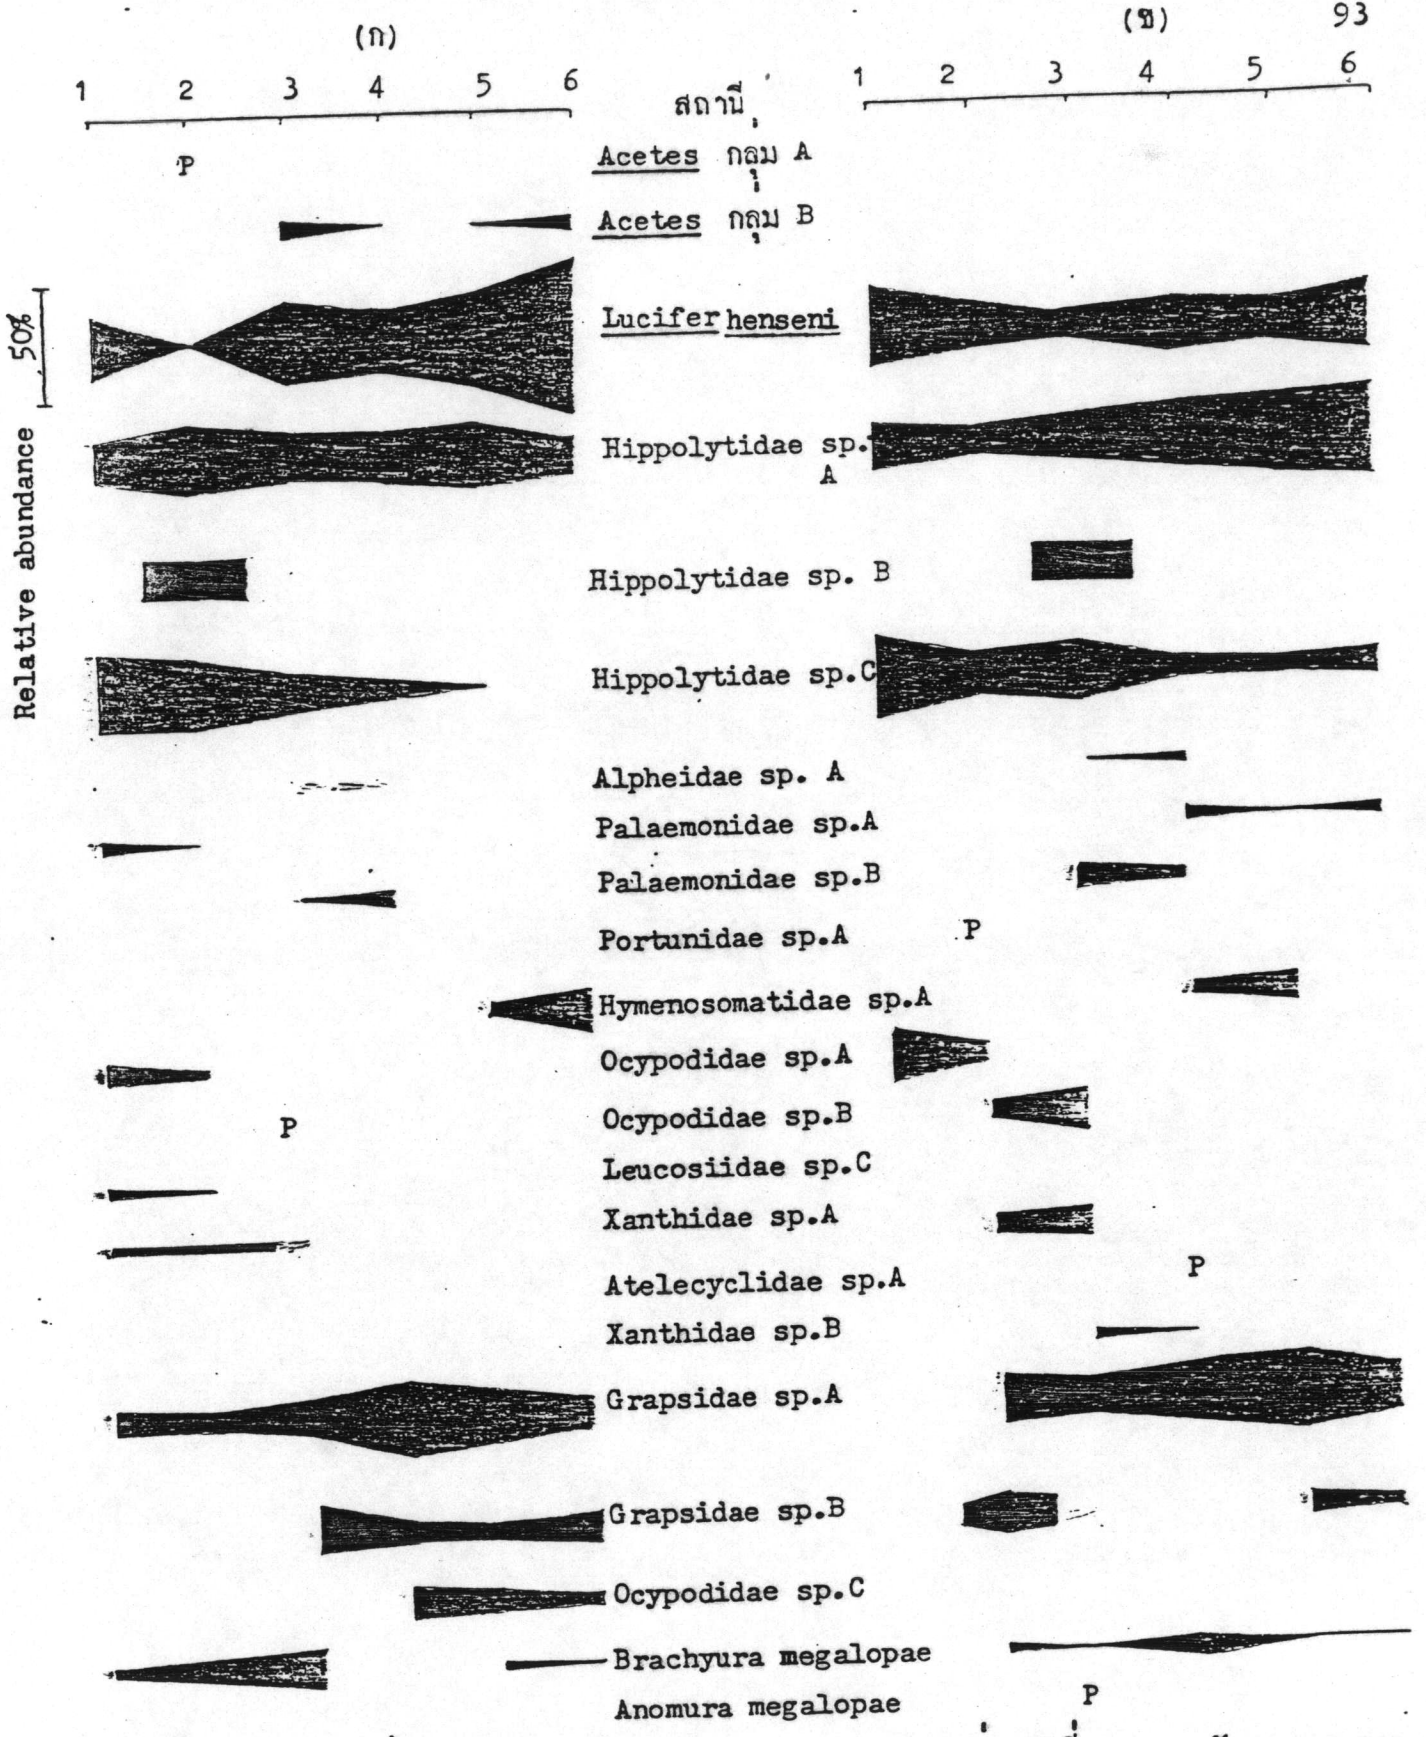 (ก) (ข) 93
1 2 3 4 5 6 สถานี 1 2 3 4 5 6
P Acetes กลุ่ม A
Acetes กลุ่ม B
50%
Lucifer henseni
Relative abundance
Hippolytidae sp.
A
Hippolytidae sp. B
Hippolytidae sp.C
Alpheidae sp. A
Palaemonidae sp.A
Palaemonidae sp.B
Portunidae sp.A P
Hymenosomatidae sp.A
Ocypodidae sp.A
P Ocypodidae sp.B
Leucosiidae sp.C
Xanthidae sp.A
Atelecyclidae sp.A P
Xanthidae sp.B
Grapsidae sp.A
Grapsidae sp.B
Ocypodidae sp.C
Brachyura megalopae
Anomura megalopae P